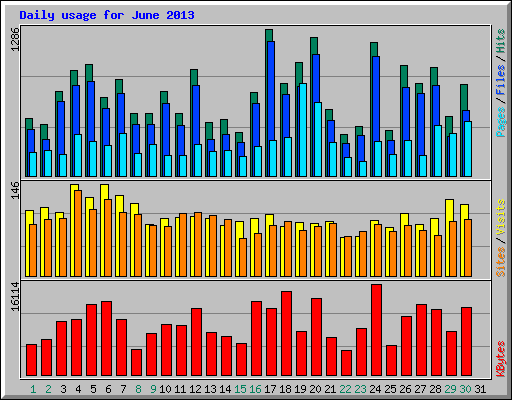 Daily usage for June 2013
1286
Pages / Files / Hits
146
Sites / Visits
16114
KBytes
1 2 3 4 5 6 7 8 9 10 11 12 13 14 15 16 17 18 19 20 21 22 23 24 25 26 27 28 29 30 31